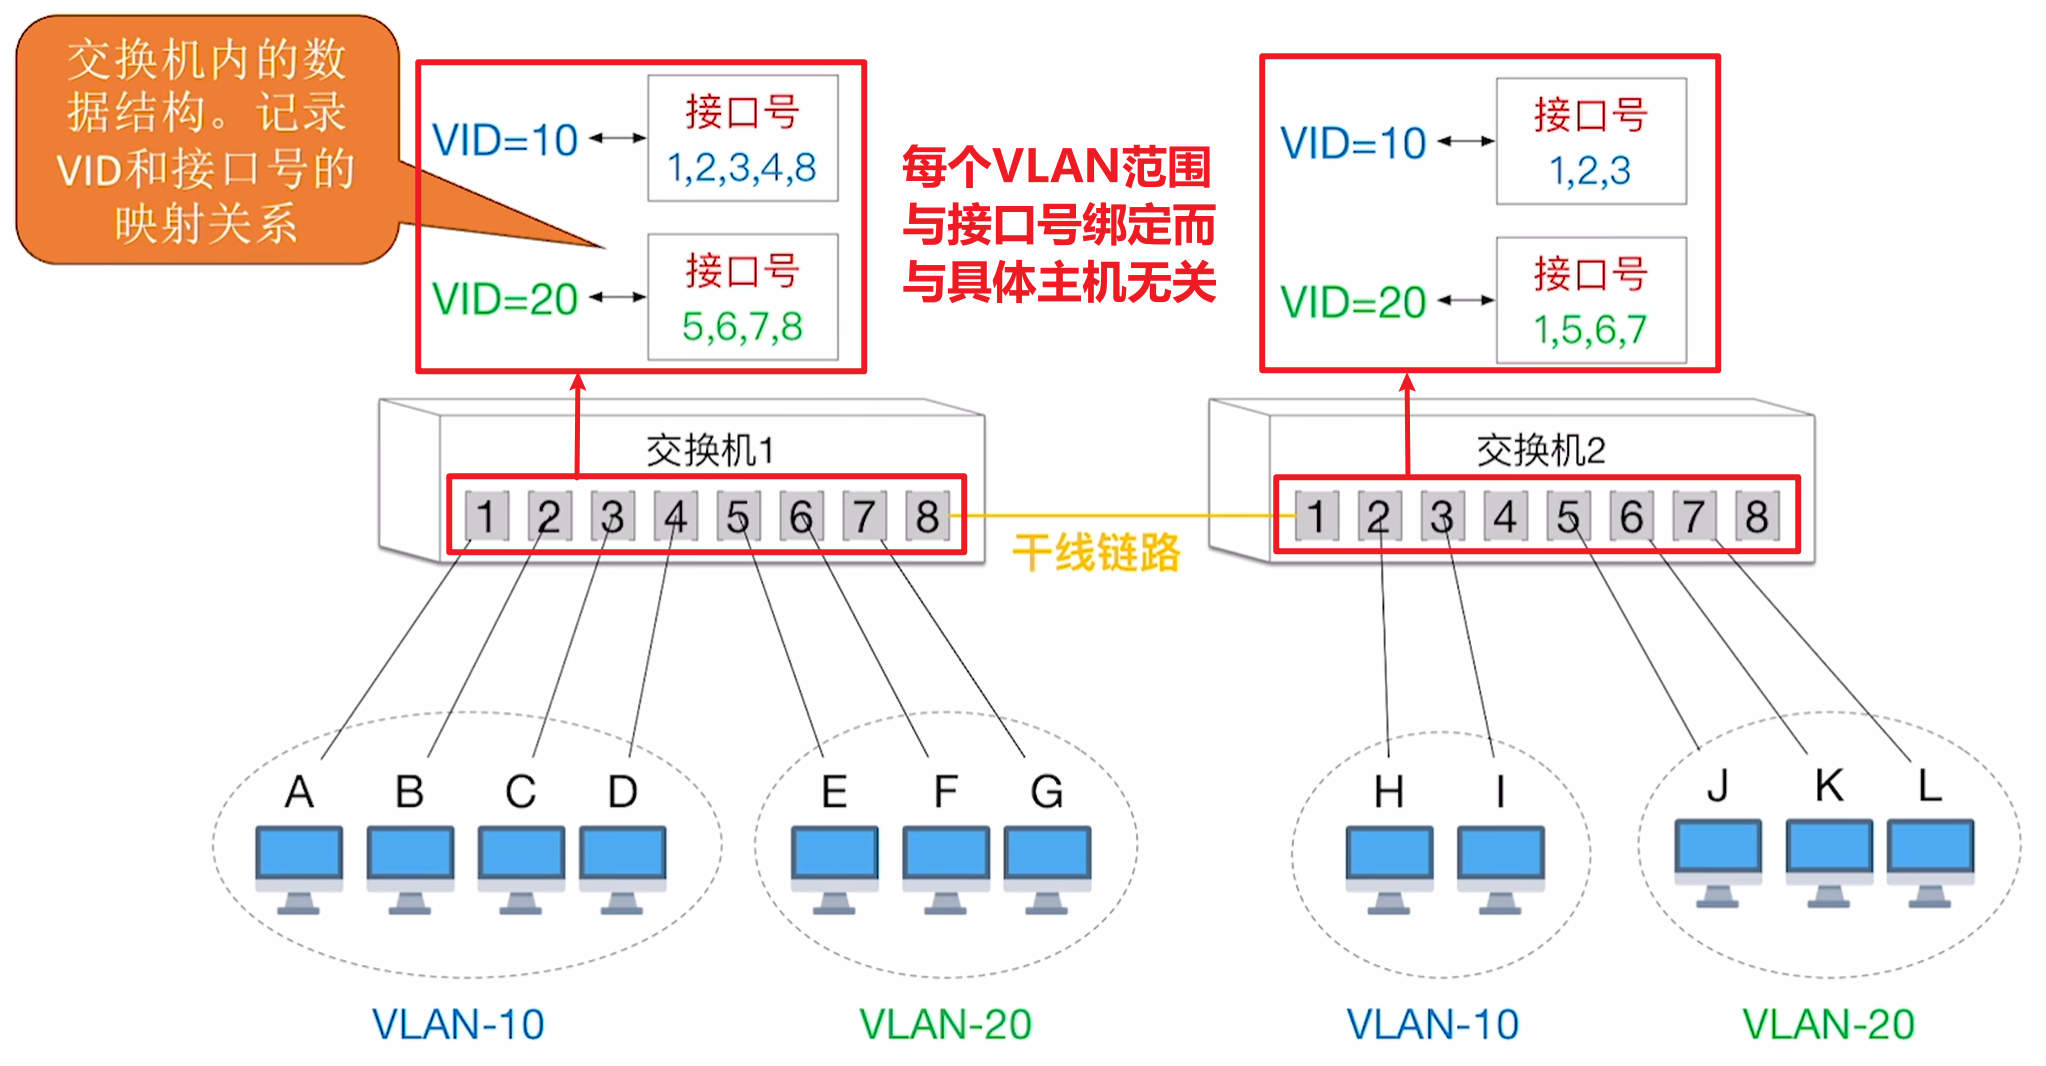 交换机内的数
据结构。记录
VID和接口号的
映射关系
VID=10
接口号
1,2,3,4,8
VID=20
接口号
5,6,7,8
每个VLAN范围
与接口号绑定而
与具体主机无关
VID=10
接口号
1,2,3
VID=20
接口号
1,5,6,7
交换机1
1 2 3 4 5 6 7 8
干线链路
交换机2
1 2 3 4 5 6 7 8
A B C D
E F G
H I
J K L
VLAN-10
VLAN-20
VLAN-10
VLAN-20